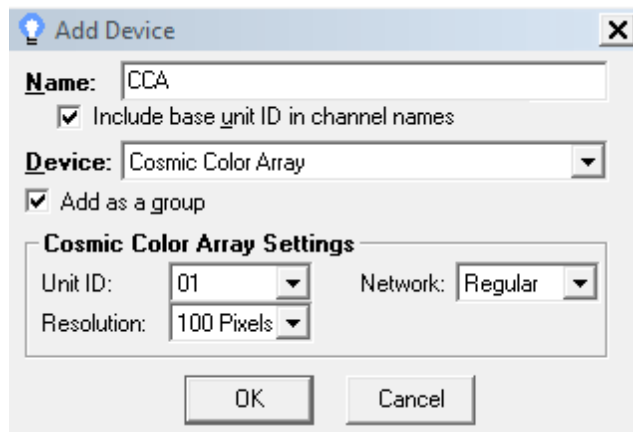 Add Device
Name: CCA
Include base unit ID in channel names
Device: Cosmic Color Array
Add as a group
Cosmic Color Array Settings
Unit ID: 01 Network: Regular
Resolution: 100 Pixels
OK Cancel